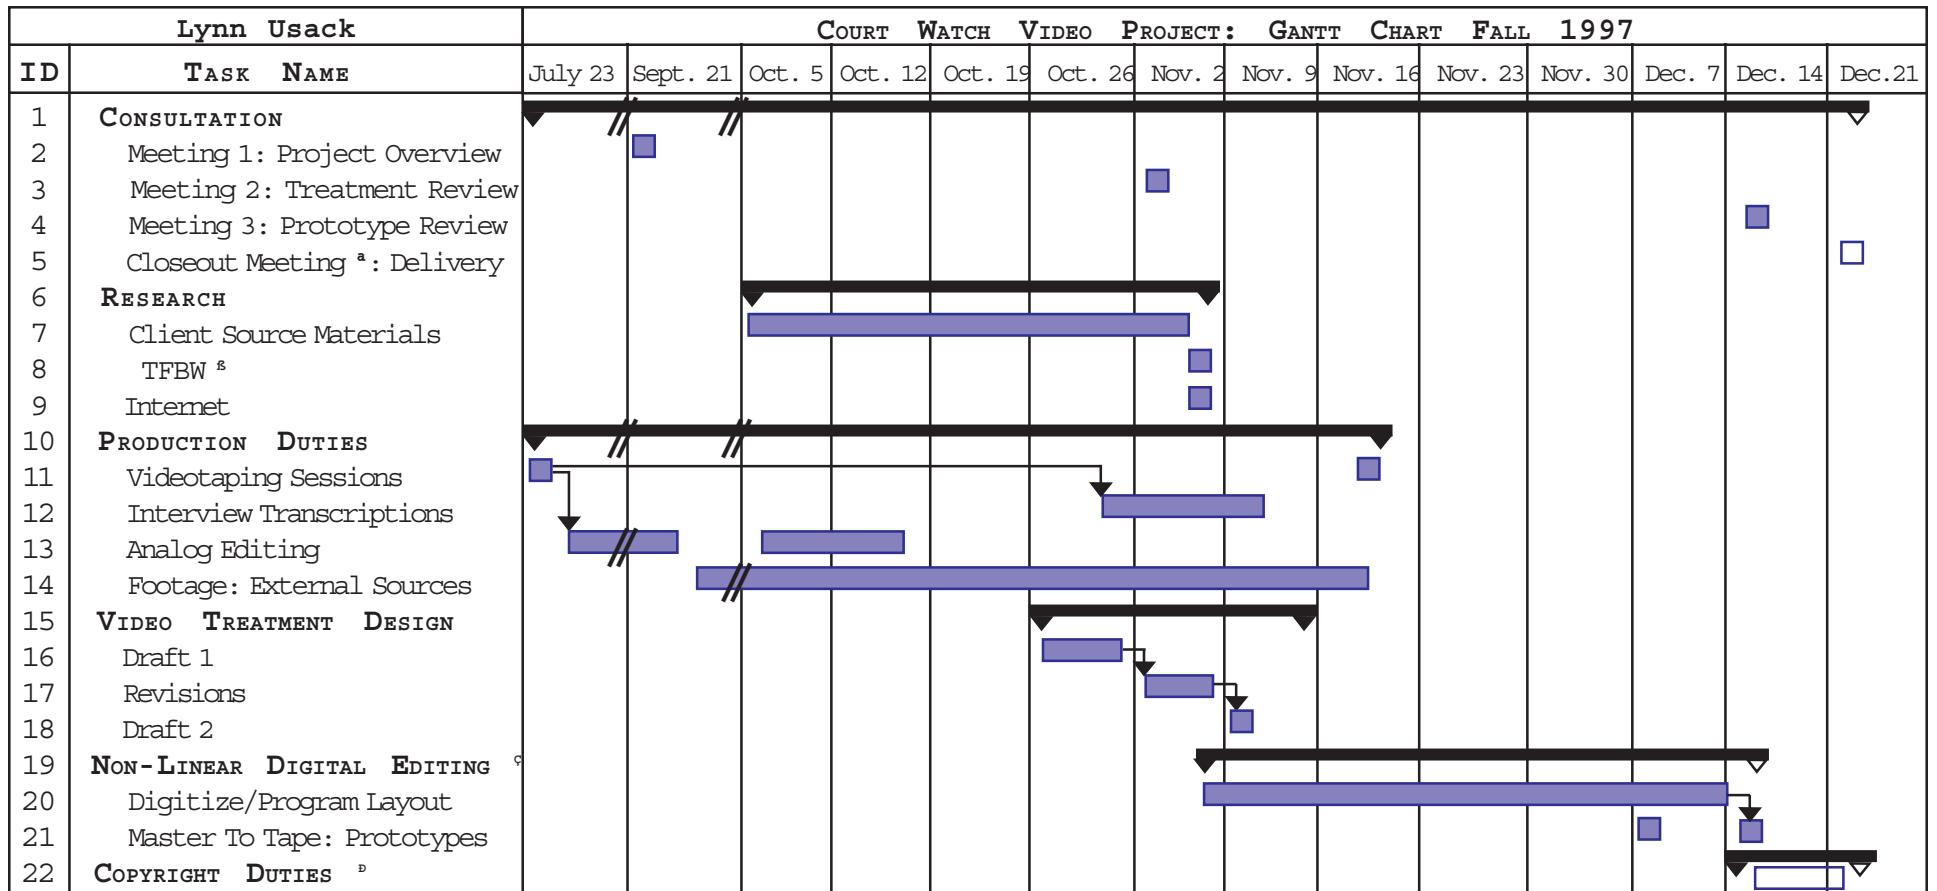 Lynn Usack
Court Watch Video Project: Gantt Chart Fall 1997
ID Task Name July 23 Sept. 21 Oct. 5 Oct. 12 Oct. 19 Oct. 26 Nov. 2 Nov. 9 Nov. 16 Nov. 23 Nov. 30 Dec. 7 Dec. 14 Dec.21
1 Consultation
2 Meeting 1: Project Overview
3 Meeting 2: Treatment Review
4 Meeting 3: Prototype Review
5 Closeout Meeting ª: Delivery
6 Research
7 Client Source Materials
8 TFBW ß
9 Internet
10 Production Duties
11 Videotaping Sessions
12 Interview Transcriptions
13 Analog Editing
14 Footage: External Sources
15 Video Treatment Design
16 Draft 1
17 Revisions
18 Draft 2
19 Non-Linear Digital Editing ç
20 Digitize/Program Layout
21 Master To Tape: Prototypes
22 Copyright Duties Ð